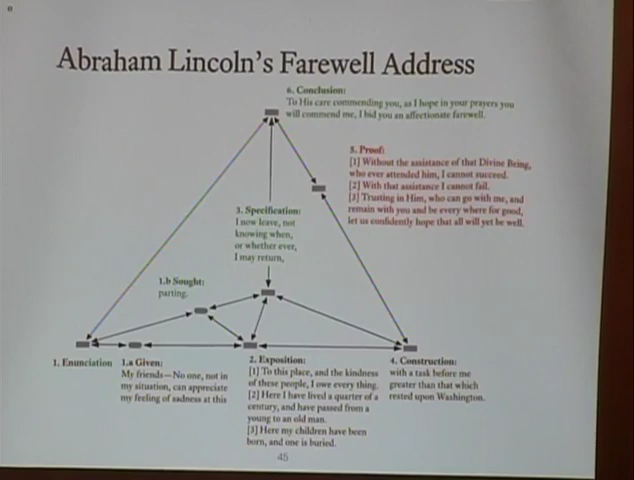 Abraham Lincoln's Farewell Address
6. Conclusion:
To His care commending you, as I hope in your prayers you
will commend me, I bid you an affectionate farewell.
5. Proof:
[1] Without the assistance of that Divine Being,
who ever attended him, I cannot succeed.
[2] With that assistance I cannot fail.
[3] Trusting in Him, who can go with me, and
remain with you and be every where for good,
let us confidently hope that all will yet be well.
3. Specification:
I now leave, not
knowing when,
or whether ever,
I may return,
1.b Sought:
parting.
1. Enunciation
1.a Given:
My friends—No one, not in
my situation, can appreciate
my feeling of sadness at this
2. Exposition:
[1] To this place, and the kindness
of these people, I owe every thing.
[2] Here I have lived a quarter of a
century, and have passed from a
young to an old man.
[3] Here my children have been
born, and one is buried.
4. Construction:
with a task before me
greater than that which
rested upon Washington.
45